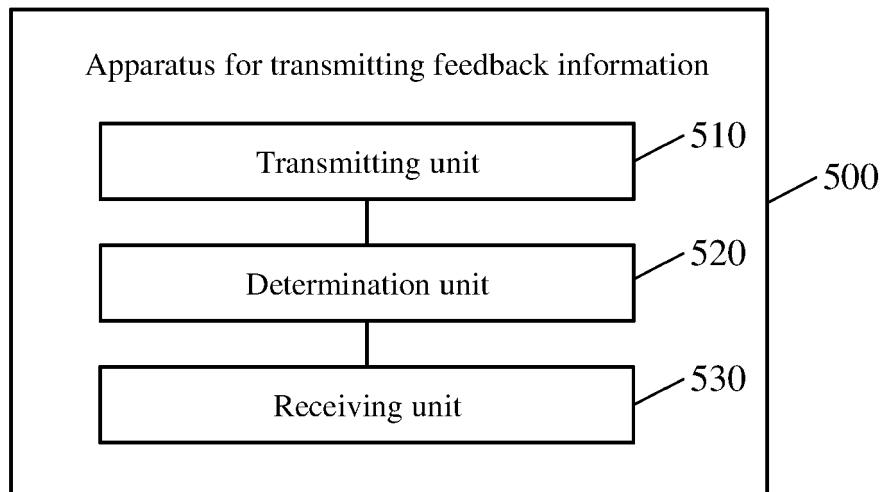 Apparatus for transmitting feedback information
510
Transmitting unit
500
520
Determination unit
530
Receiving unit